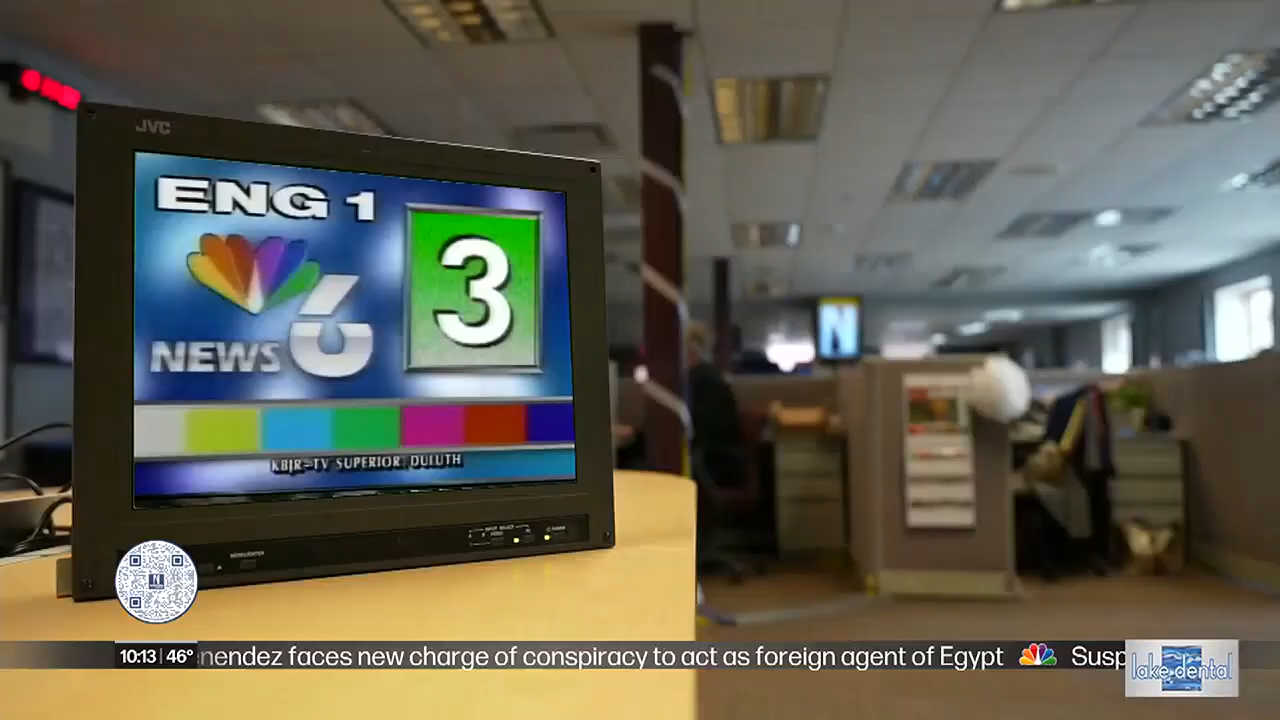 JVC
ENG 1
3
NEWS 6
KBJR-TV SUPERIOR, DULUTH
N
10:13 46° nendez faces new charge of conspiracy to act as foreign agent of Egypt Susp
lake dental